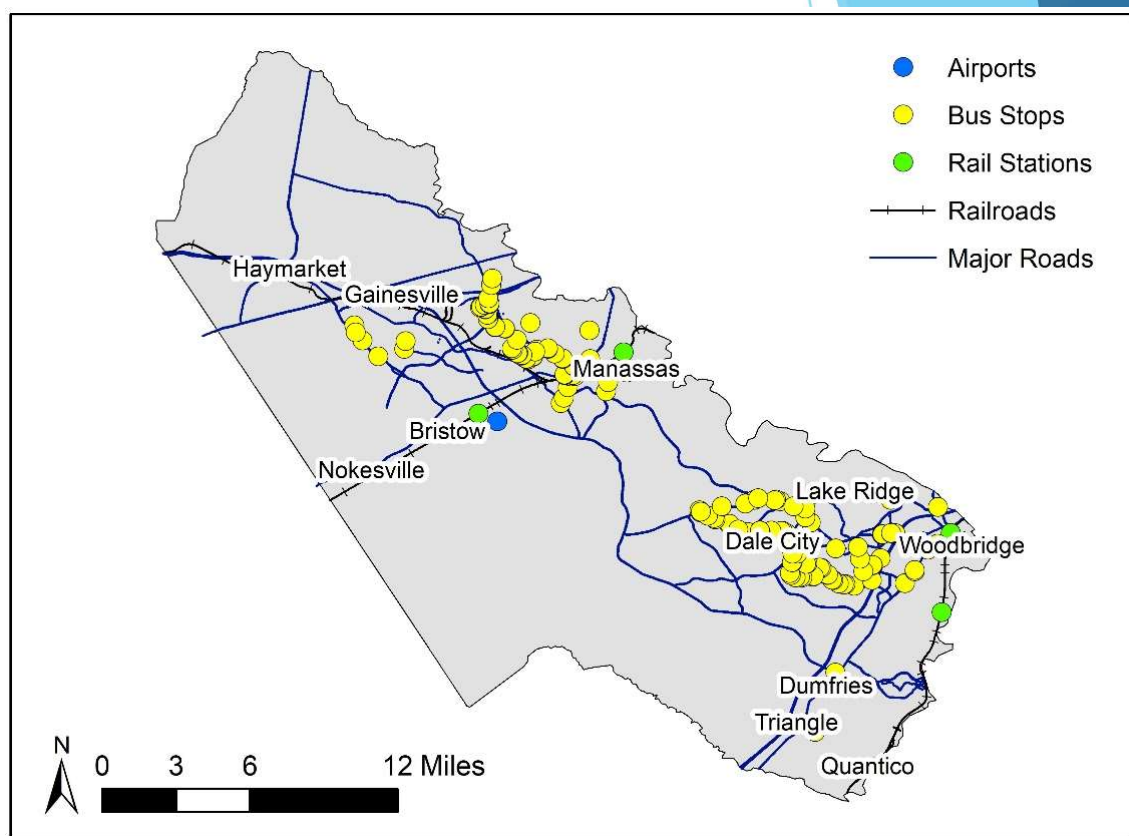 Airports
Bus Stops
Rail Stations
Railroads
Major Roads
Haymarket
Gainesville
Manassas
Bristow
Nokesville
Lake Ridge
Dale City
Woodbridge
Dumfries
Triangle
Quantico
N
0 3 6 12 Miles